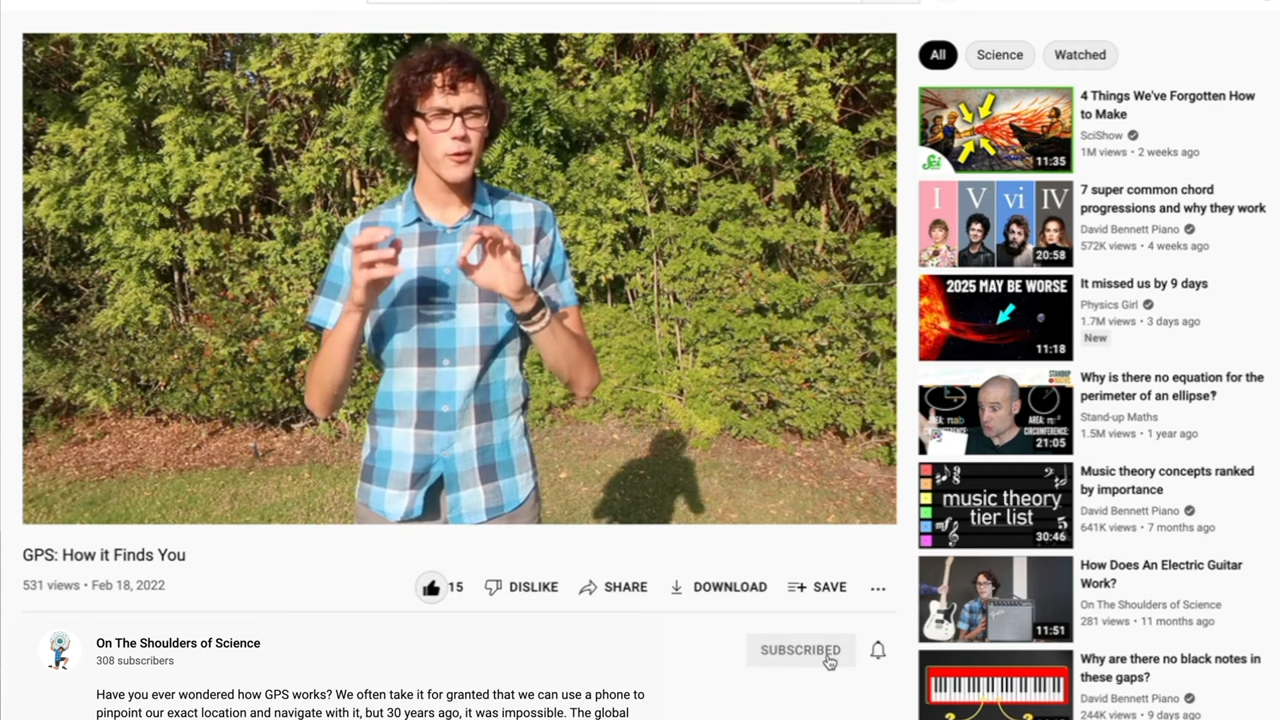 GPS: How it Finds You
531 views • Feb 18, 2022
15 DISLIKE SHARE DOWNLOAD SAVE ...
On The Shoulders of Science
308 subscribers
SUBSCRIBED
Have you ever wondered how GPS works? We often take it for granted that we can use a phone to
pinpoint our exact location and navigate with it, but 30 years ago, it was impossible. The global
All Science Watched
Sci
11:35
4 Things We've Forgotten How
to Make
SciShow
1M views • 2 weeks ago
I V vi IV
20:58
7 super common chord
progressions and why they work
David Bennett Piano
572K views • 4 weeks ago
2025 MAY BE WORSE
11:18
It missed us by 9 days
Physics Girl
1.7M views • 3 days ago
New
STANDUP
MATHS
AREA: πab
CIRCUMFERENCE:
21:05
Why is there no equation for the
perimeter of an ellipse?
Stand-up Maths
1.5M views • 1 year ago
music theory
tier list
30:46
Music theory concepts ranked
by importance
David Bennett Piano
641K views • 7 months ago
11:51
How Does An Electric Guitar
Work?
On The Shoulders of Science
281 views • 11 months ago
? ?
Why are there no black notes in
these gaps?
David Bennett Piano
244K views • 9 days ago